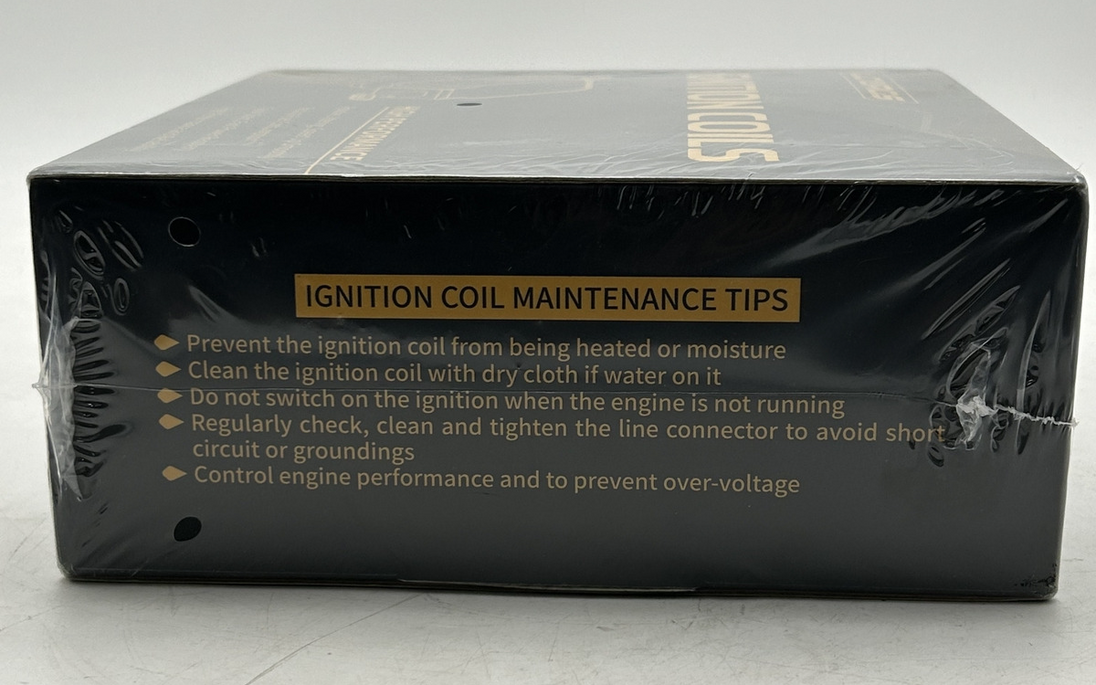 COILS
PERFORMANCE
IGNITION COIL MAINTENANCE TIPS
Prevent the ignition coil from being heated or moisture
Clean the ignition coil with dry cloth if water on it
Do not switch on the ignition when the engine is not running
Regularly check, clean and tighten the line connector to avoid short
circuit or groundings
Control engine performance and to prevent over-voltage